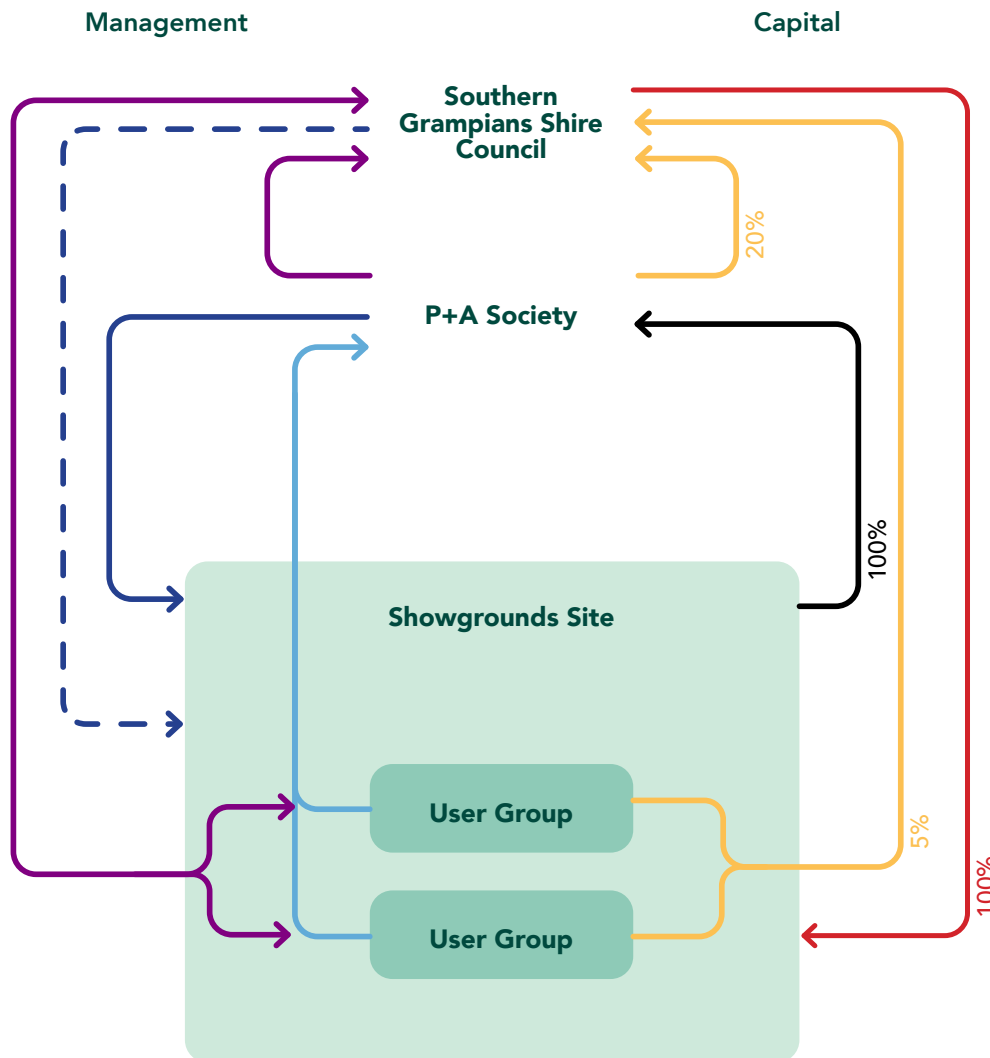 Management
Capital
Southern
Grampians Shire
Council
20%
P+A Society
100%
Showgrounds Site
User Group
5%
100%
User Group